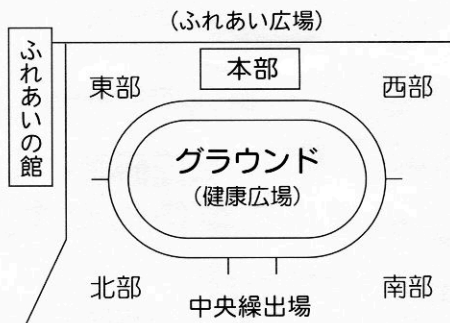 (ふれあい広場)
ふれあいの館
本部
東部
西部
グラウンド
(健康広場)
北部
南部
中央繰出場